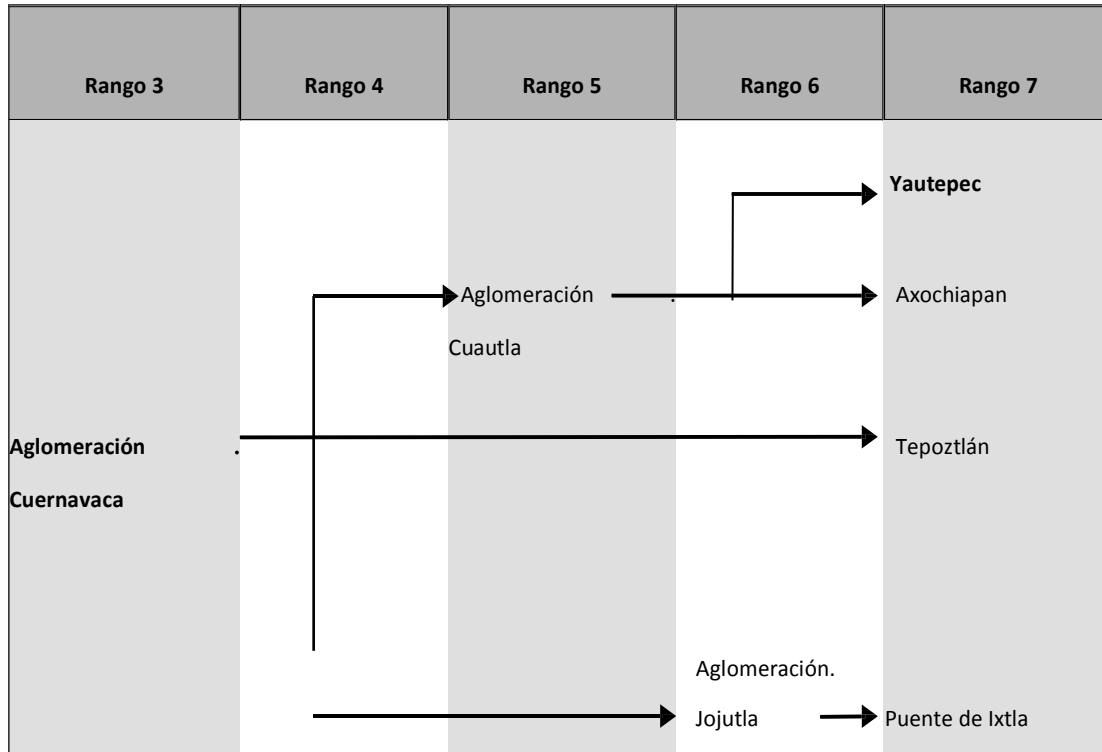 Rango 3 Rango 4 Rango 5 Rango 6 Rango 7
Yautepec
Aglomeración . Axochiapan
Cuautla
Aglomeración . Tepoztlán
Cuernavaca
Aglomeración.
Jojutla Puente de Ixtla